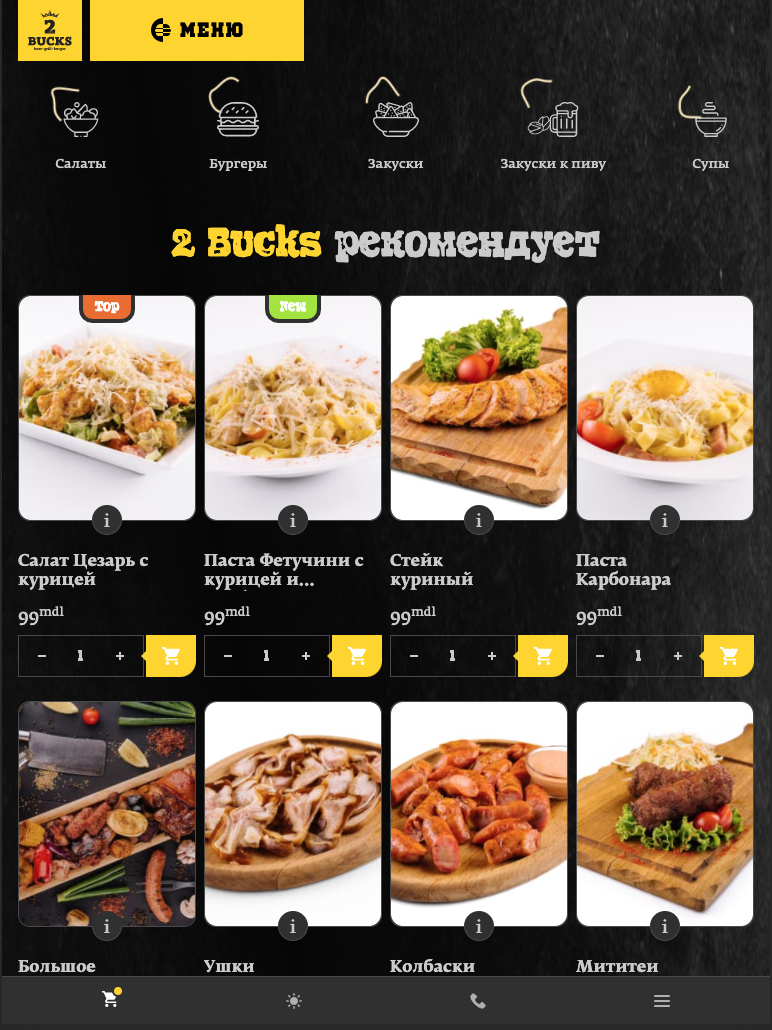 2
BUCKS
beer·grill·burger
МЕНЮ
Салаты
Бургеры
Закуски
Закуски к пиву
Супы
2 Bucks рекомендует
Top
New
i
i
i
i
Салат Цезарь с
курицей
Паста Фетучини с
курицей и...
Стейк
куриный
Паста
Карбонара
99mdl
99mdl
99mdl
99mdl
− 1 +
− 1 +
− 1 +
− 1 +
i
i
i
i
Большое
Ушки
Колбаски
Мититеи